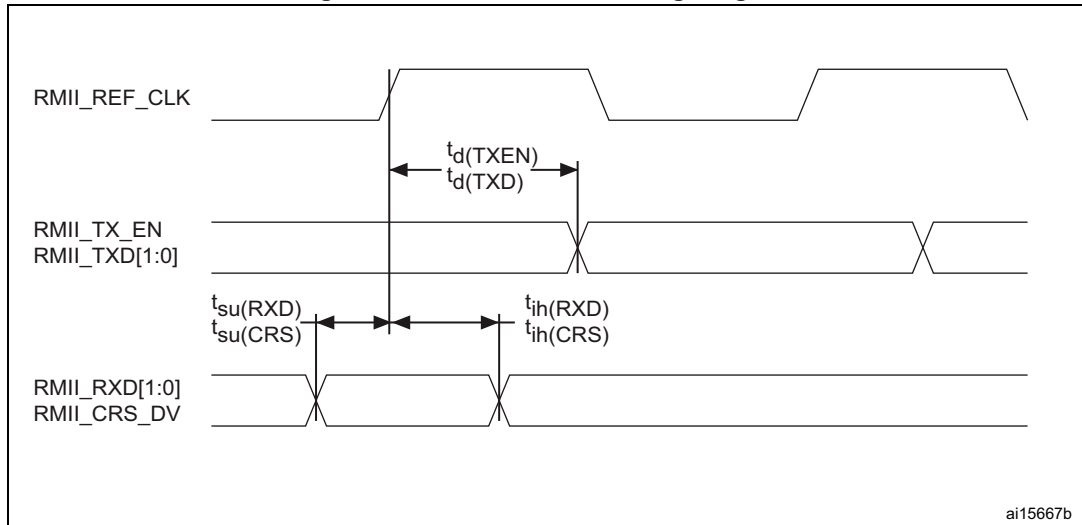 RMII_REF_CLK
td(TXEN)
td(TXD)
RMII_TX_EN
RMII_TXD[1:0]
tsu(RXD)
tsu(CRS)
tih(RXD)
tih(CRS)
RMII_RXD[1:0]
RMII_CRS_DV
ai15667b